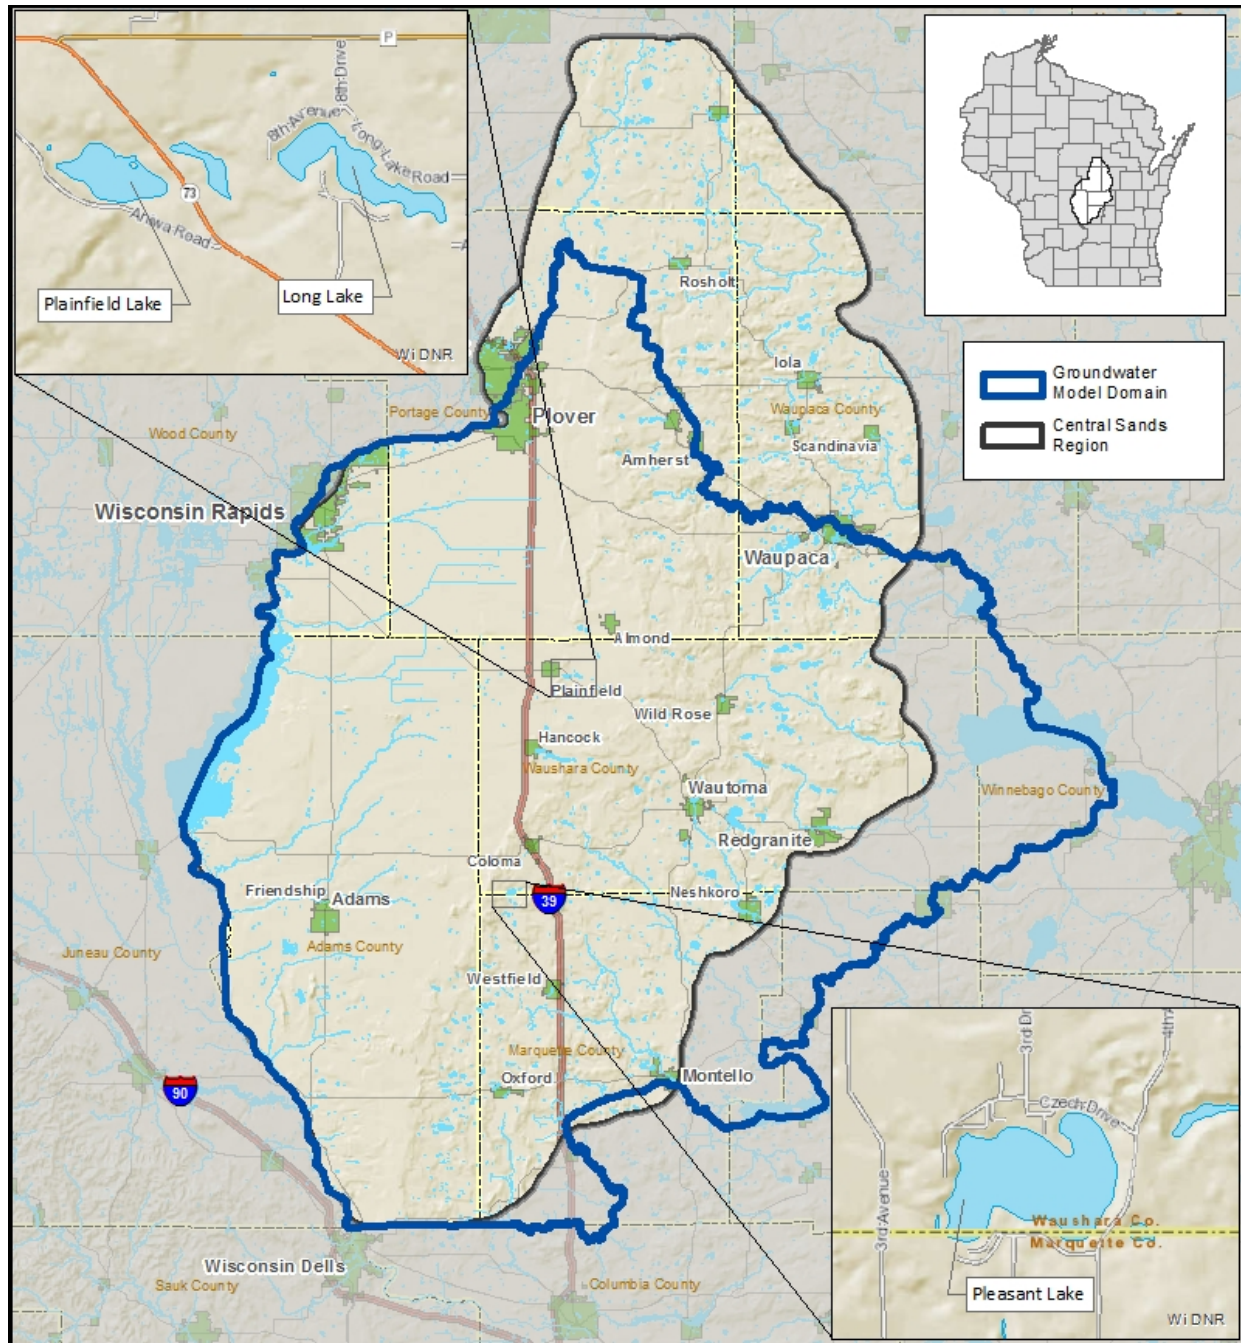 P
8th Drive
8th Avenue
Long Lake Road
73
Plainfield Lake
Long Lake
Wi DNR
Groundwater
Model Domain
Central Sands
Region
Rosholt
Iola
Portage County
Plover
Waupaca County
Wood County
Scandinavia
Amherst
Wisconsin Rapids
Waupaca
Almond
Plainfield
Wild Rose
Hancock
Waushara County
Wautoma
Winnebago County
Redgranite
Coloma
Friendship
Adams
39
Neshkoro
Adams County
Juneau County
Westfield
Marquette County
Oxford
Montello
90
Wisconsin Dells
Sauk County
Columbia County
3rd Dr
4th A
Czech Drive
3rd Avenue
Waushara Co.
Marquette Co.
Pleasant Lake
Wi DNR